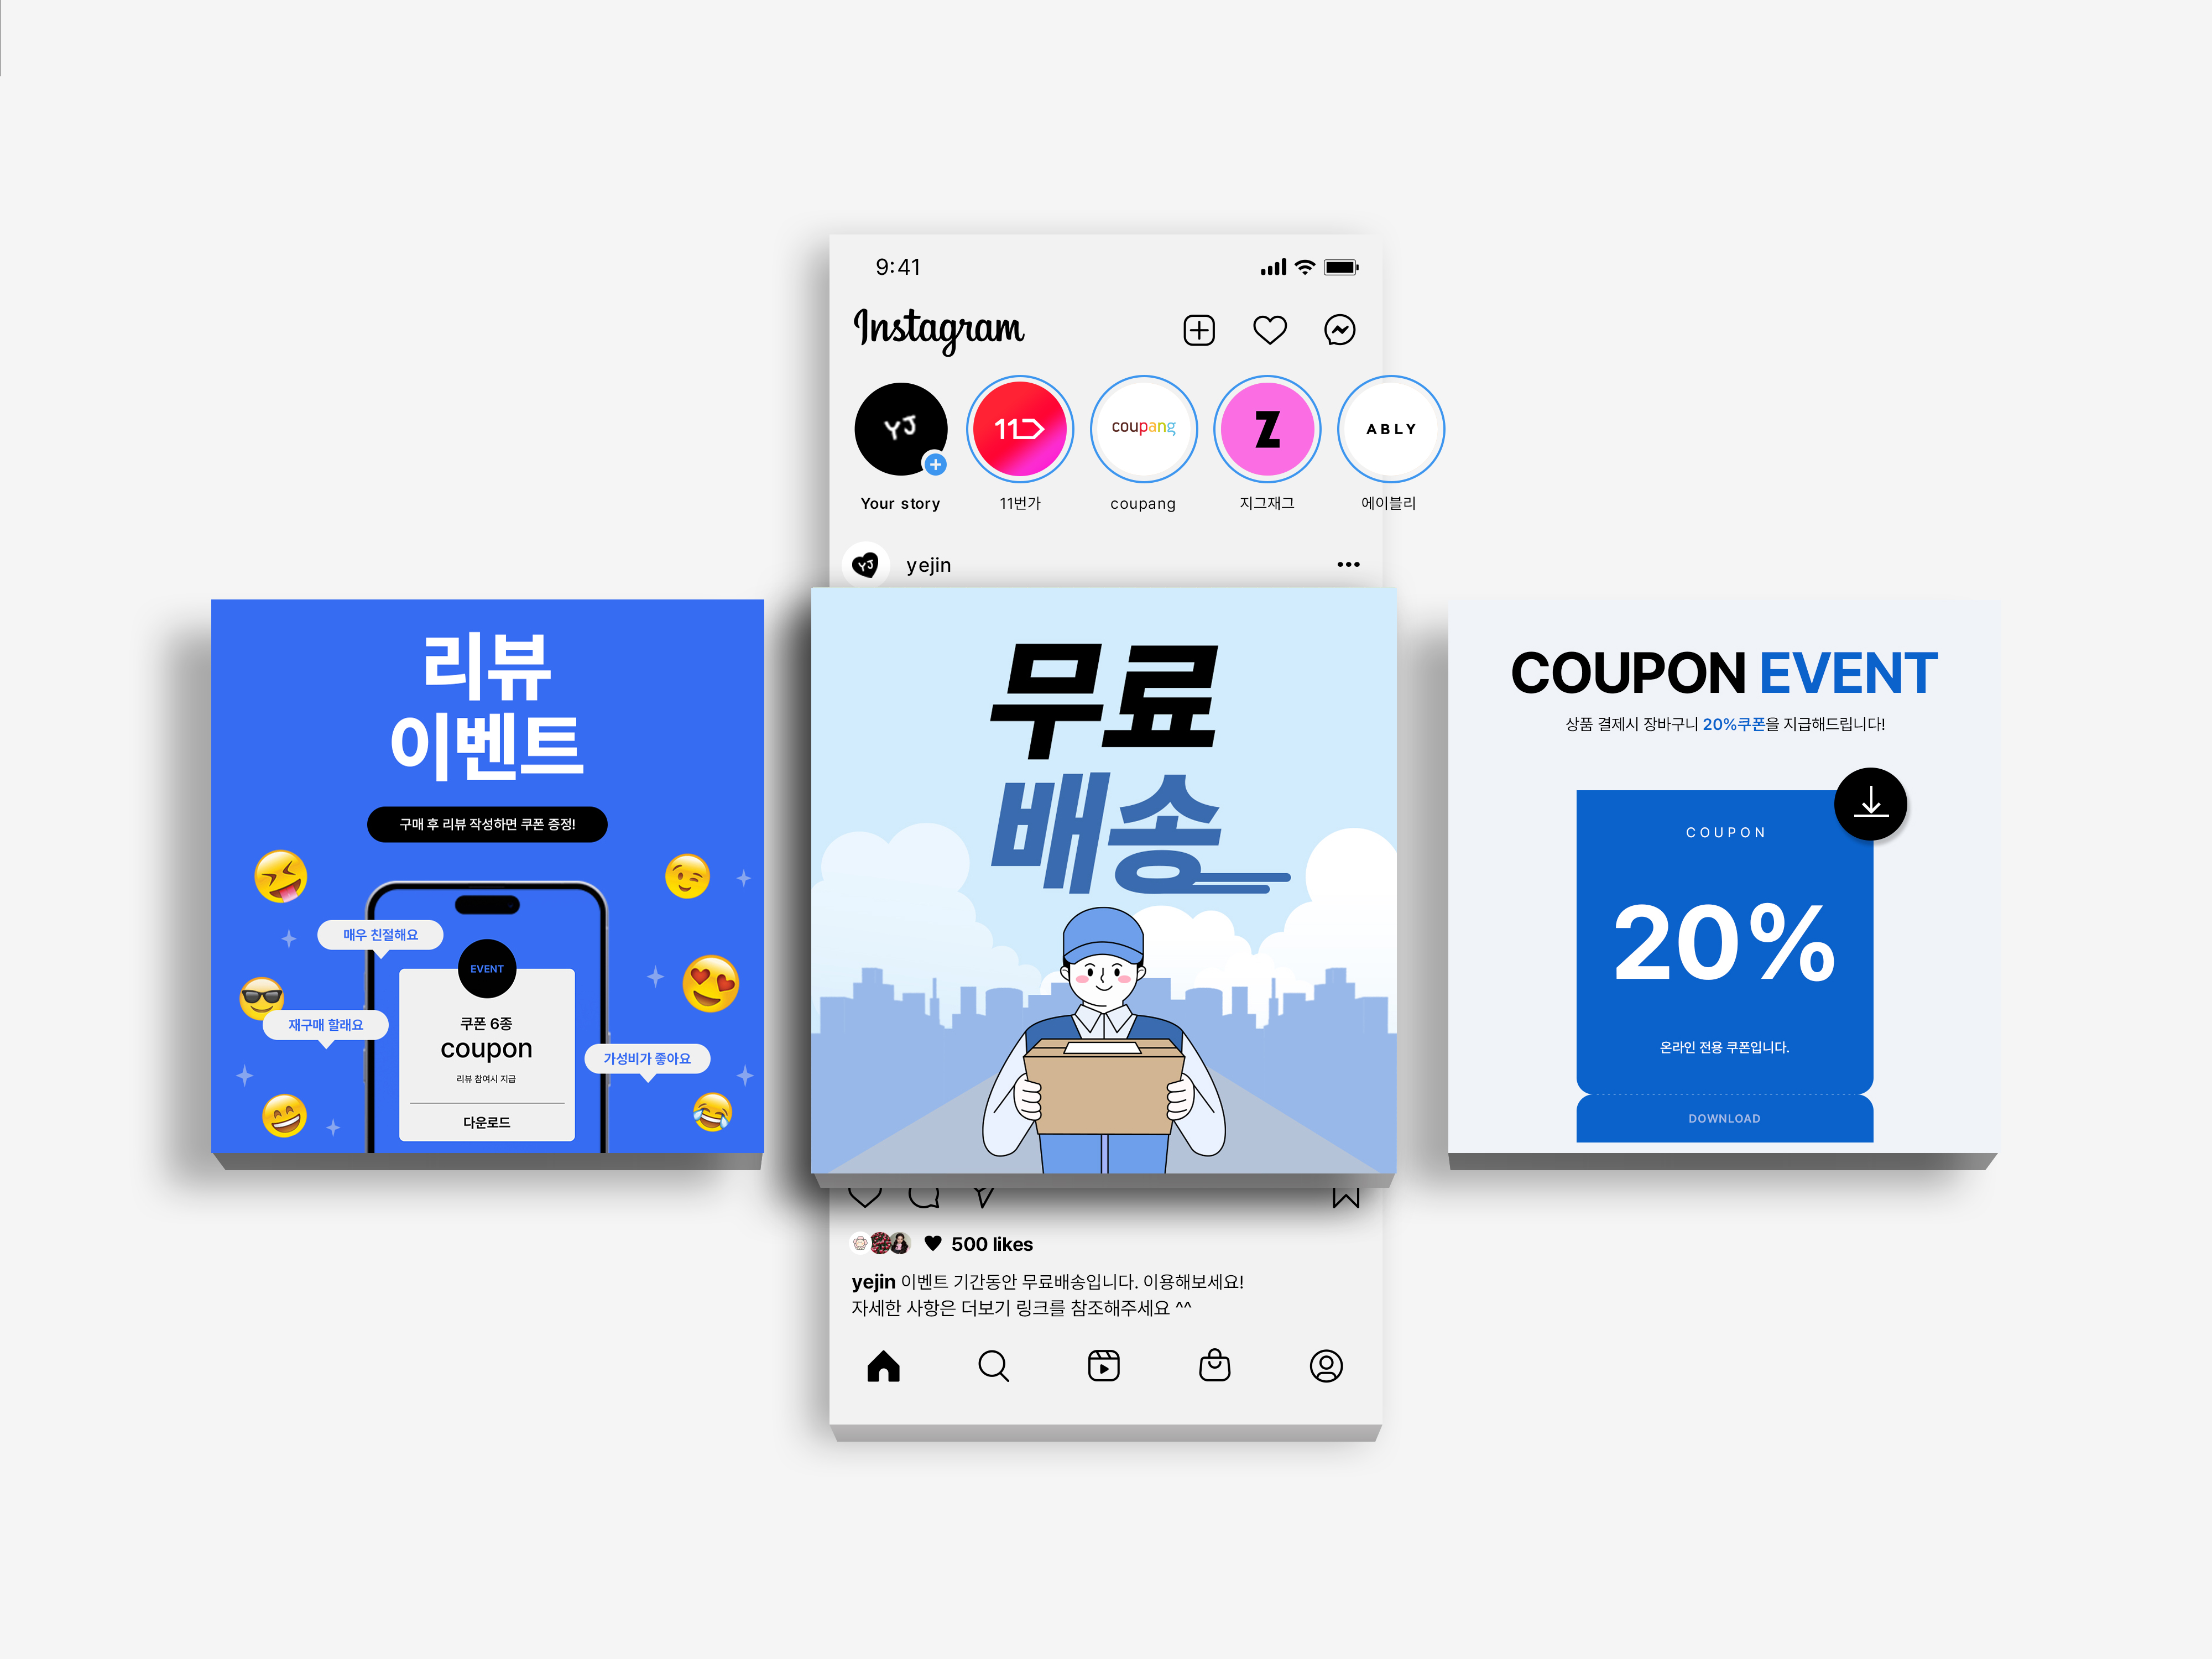 9:41
Instagram
YJ
11
coupang
Z
ABLY
Your story
11번가
coupang
지그재그
에이블리
YJ
yejin
리뷰
이벤트
구매 후 리뷰 작성하면 쿠폰 증정!
매우 친절해요
EVENT
재구매 할래요
쿠폰 6종
coupon
가성비가 좋아요
리뷰 참여시 지급
다운로드
무료
배송
COUPON EVENT
상품 결제시 장바구니 20%쿠폰을 지급해드립니다!
COUPON
20%
온라인 전용 쿠폰입니다.
DOWNLOAD
500 likes
yejin 이벤트 기간동안 무료배송입니다. 이용해보세요!
자세한 사항은 더보기 링크를 참조해주세요 ^^